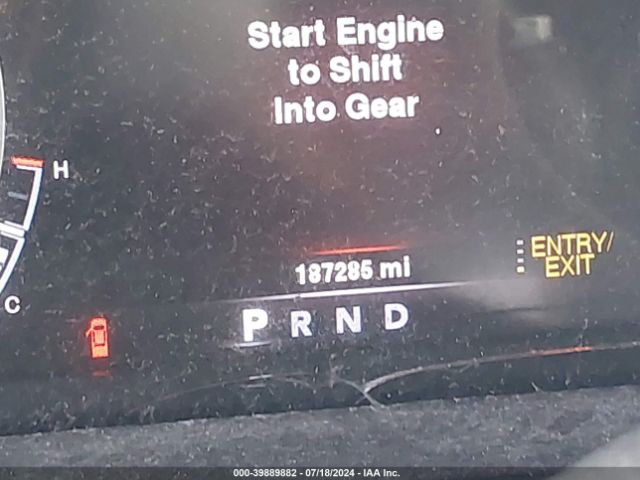 Start Engine
to Shift
Into Gear
H
ENTRY/
EXIT
187285 mi
C
P R N D
000-39889882 - 07/18/2024 - IAA Inc.